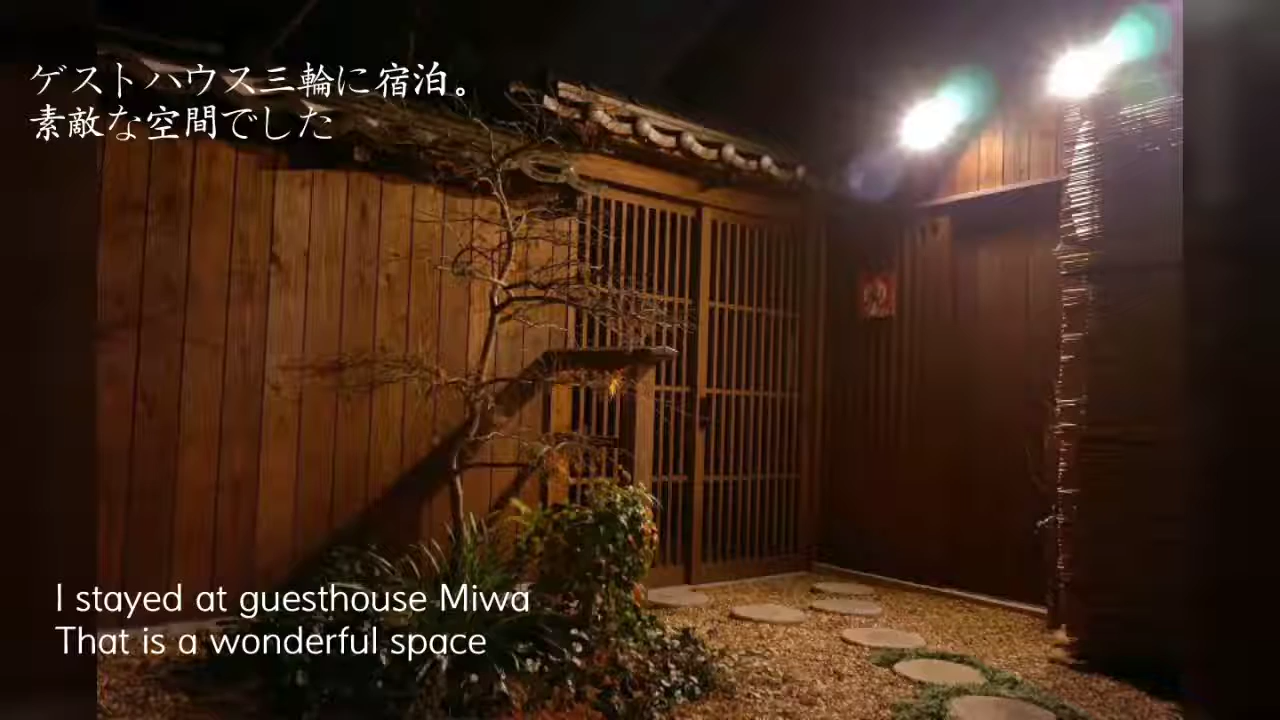 ゲストハウス三輪に宿泊。
素敵な空間でした
I stayed at guesthouse Miwa
That is a wonderful space